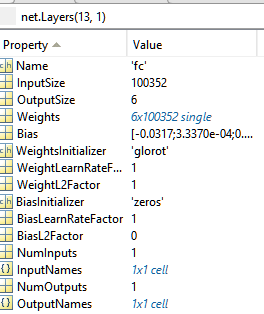 net.Layers(13, 1)
Property Value
Name 'fc'
InputSize 100352
OutputSize 6
Weights 6x100352 single
Bias [-0.0317;3.3370e-04;0....
WeightsInitializer 'glorot'
WeightLearnRateF... 1
WeightL2Factor 1
BiasInitializer 'zeros'
BiasLearnRateFactor 1
BiasL2Factor 0
NumInputs 1
InputNames 1x1 cell
NumOutputs 1
OutputNames 1x1 cell